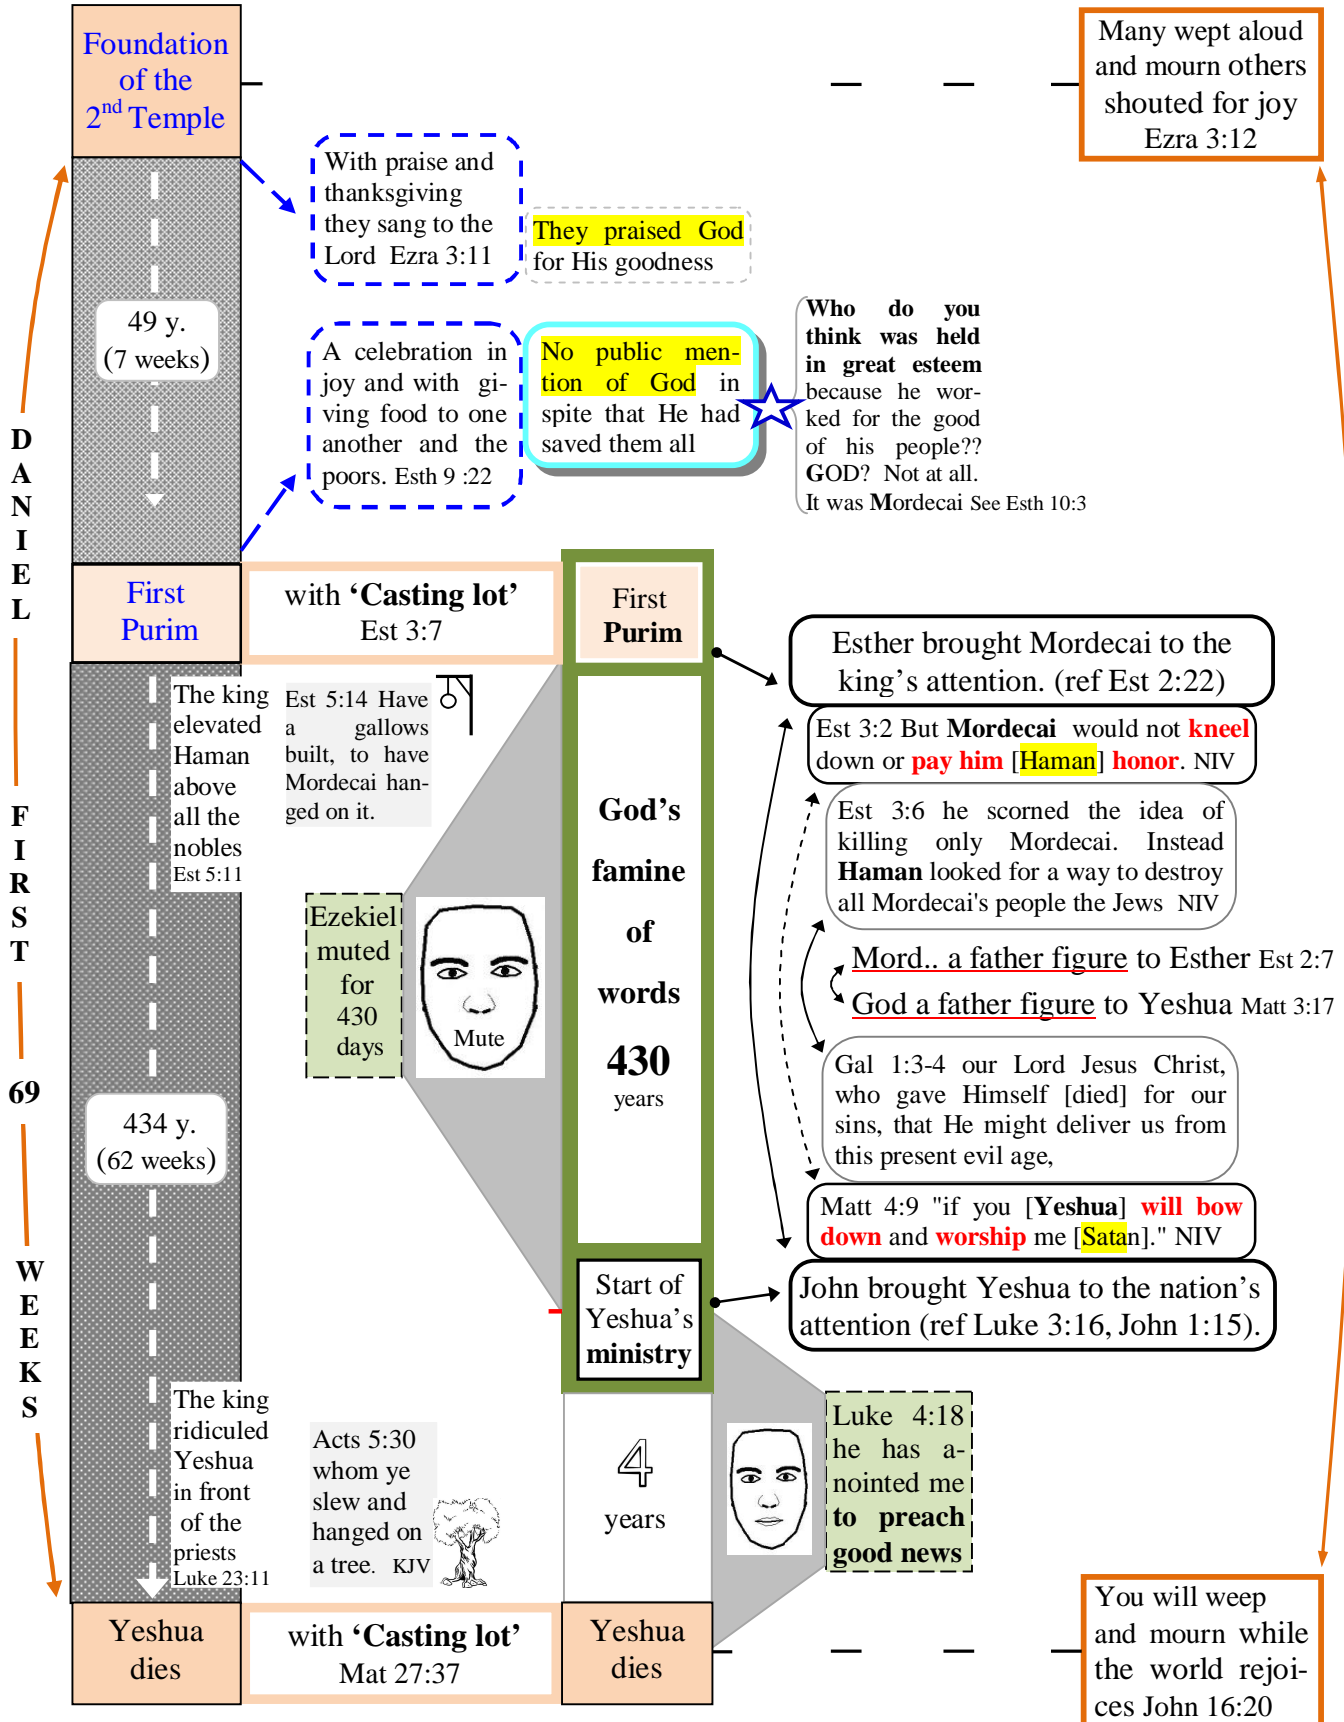 Foundation
of the
2nd Temple
Many wept aloud
and mourn others
shouted for joy
Ezra 3:12
With praise and
thanksgiving
they sang to the
Lord Ezra 3:11
They praised God
for His goodness
49 y.
(7 weeks)
A celebration in
joy and with gi-
ving food to one
another and the
poors. Esth 9 :22
No public men-
tion of God in
spite that He had
saved them all
Who do you
think was held
in great esteem
because he wor-
ked for the good
of his people??
GOD? Not at all.
It was Mordecai See Esth 10:3
D
A
N
I
E
L
F
I
R
S
T
69
W
E
E
K
S
First
Purim
with ‘Casting lot’
Est 3:7
First
Purim
Esther brought Mordecai to the
king’s attention. (ref Est 2:22)
The king
elevated
Haman
above
all the
nobles
Est 5:11
Est 5:14 Have
a gallows
built, to have
Mordecai han-
ged on it.
Est 3:2 But Mordecai would not kneel
down or pay him [Haman] honor. NIV
Est 3:6 he scorned the idea of
killing only Mordecai. Instead
Haman looked for a way to destroy
all Mordecai's people the Jews NIV
God’s
famine
of
words
430
years
Ezekiel
muted
for
430
days
Mute
Mord.. a father figure to Esther Est 2:7
God a father figure to Yeshua Matt 3:17
Gal 1:3-4 our Lord Jesus Christ,
who gave Himself [died] for our
sins, that He might deliver us from
this present evil age,
434 y.
(62 weeks)
Matt 4:9 "if you [Yeshua] will bow
down and worship me [Satan]." NIV
Start of
Yeshua’s
ministry
John brought Yeshua to the nation’s
attention (ref Luke 3:16, John 1:15).
The king
ridiculed
Yeshua
in front
of the
priests
Luke 23:11
Acts 5:30
whom ye
slew and
hanged on
a tree. KJV
4
years
Luke 4:18
he has a-
nointed me
to preach
good news
Yeshua
dies
with ‘Casting lot’
Mat 27:37
Yeshua
dies
You will weep
and mourn while
the world rejoi-
ces John 16:20